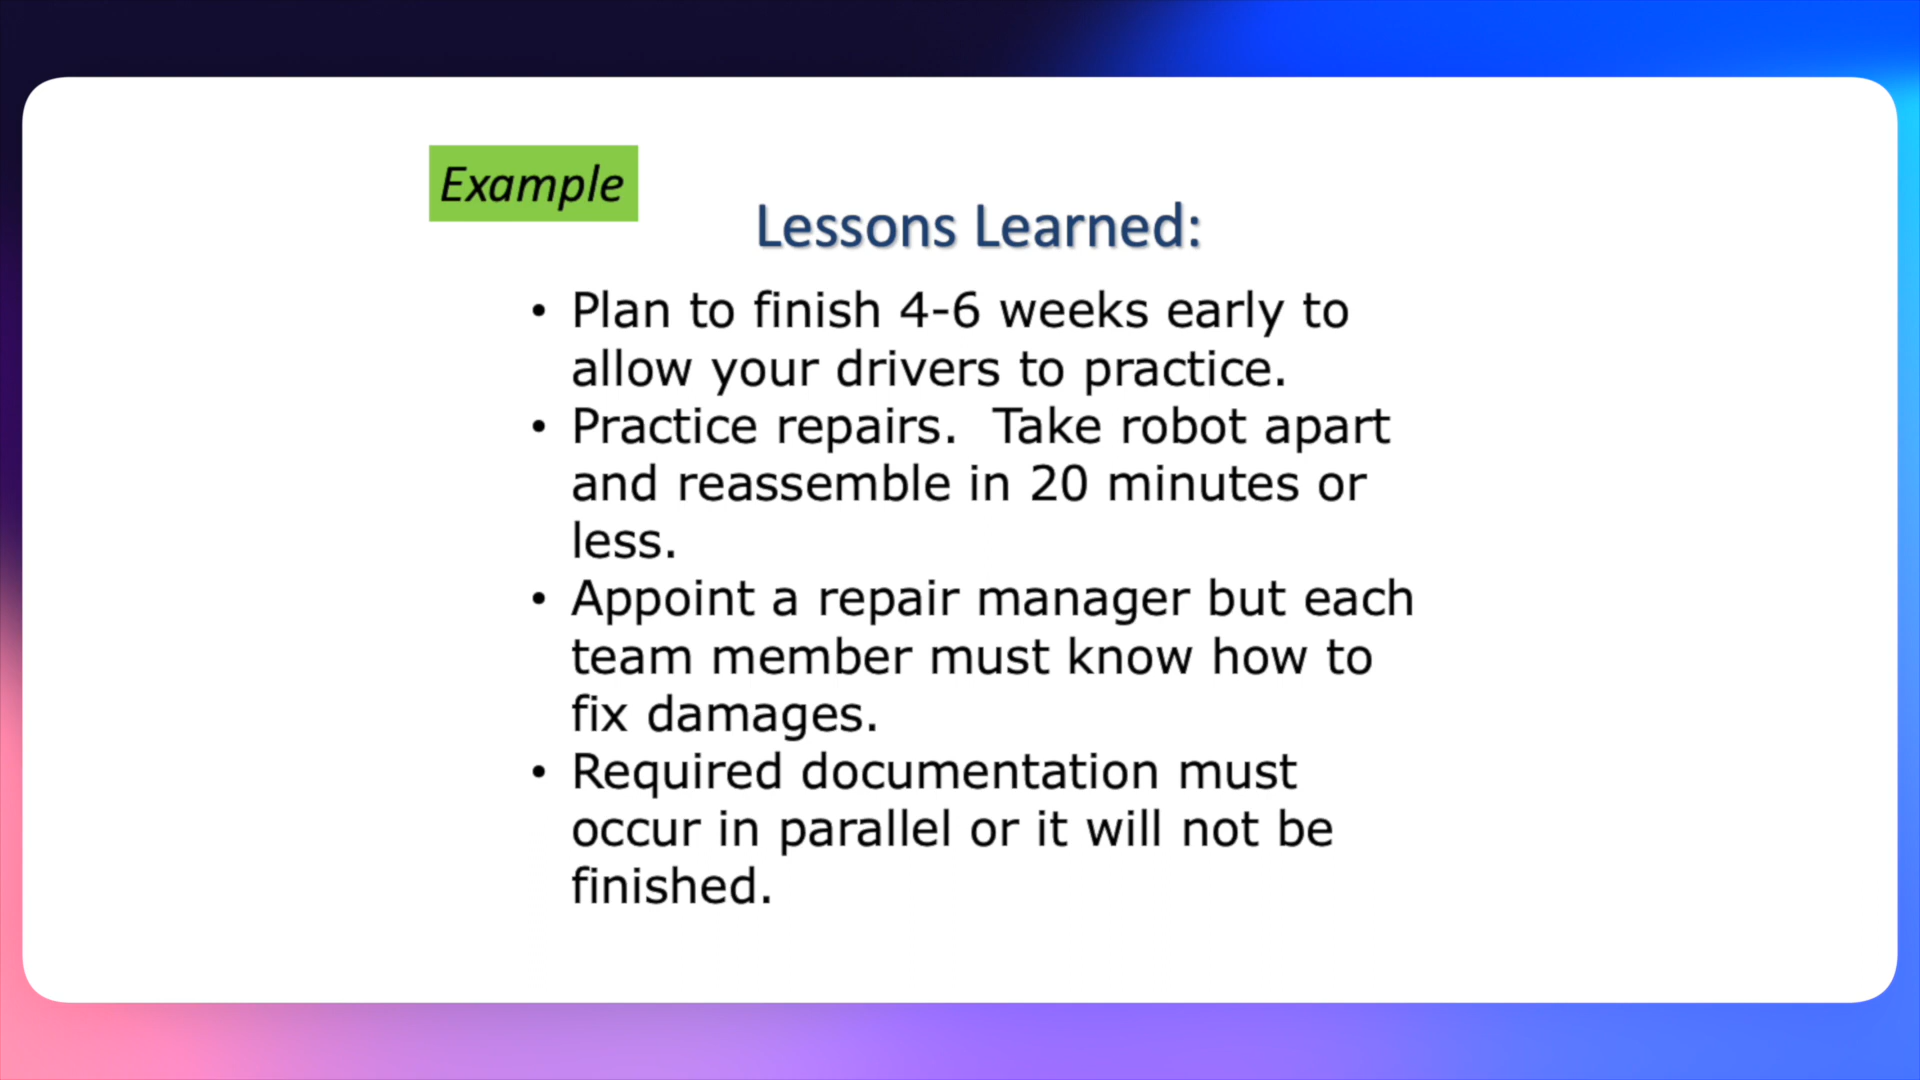 Example
Lessons Learned:
• Plan to finish 4-6 weeks early to
allow your drivers to practice.
• Practice repairs.  Take robot apart
and reassemble in 20 minutes or
less.
• Appoint a repair manager but each
team member must know how to
fix damages.
• Required documentation must
occur in parallel or it will not be
finished.